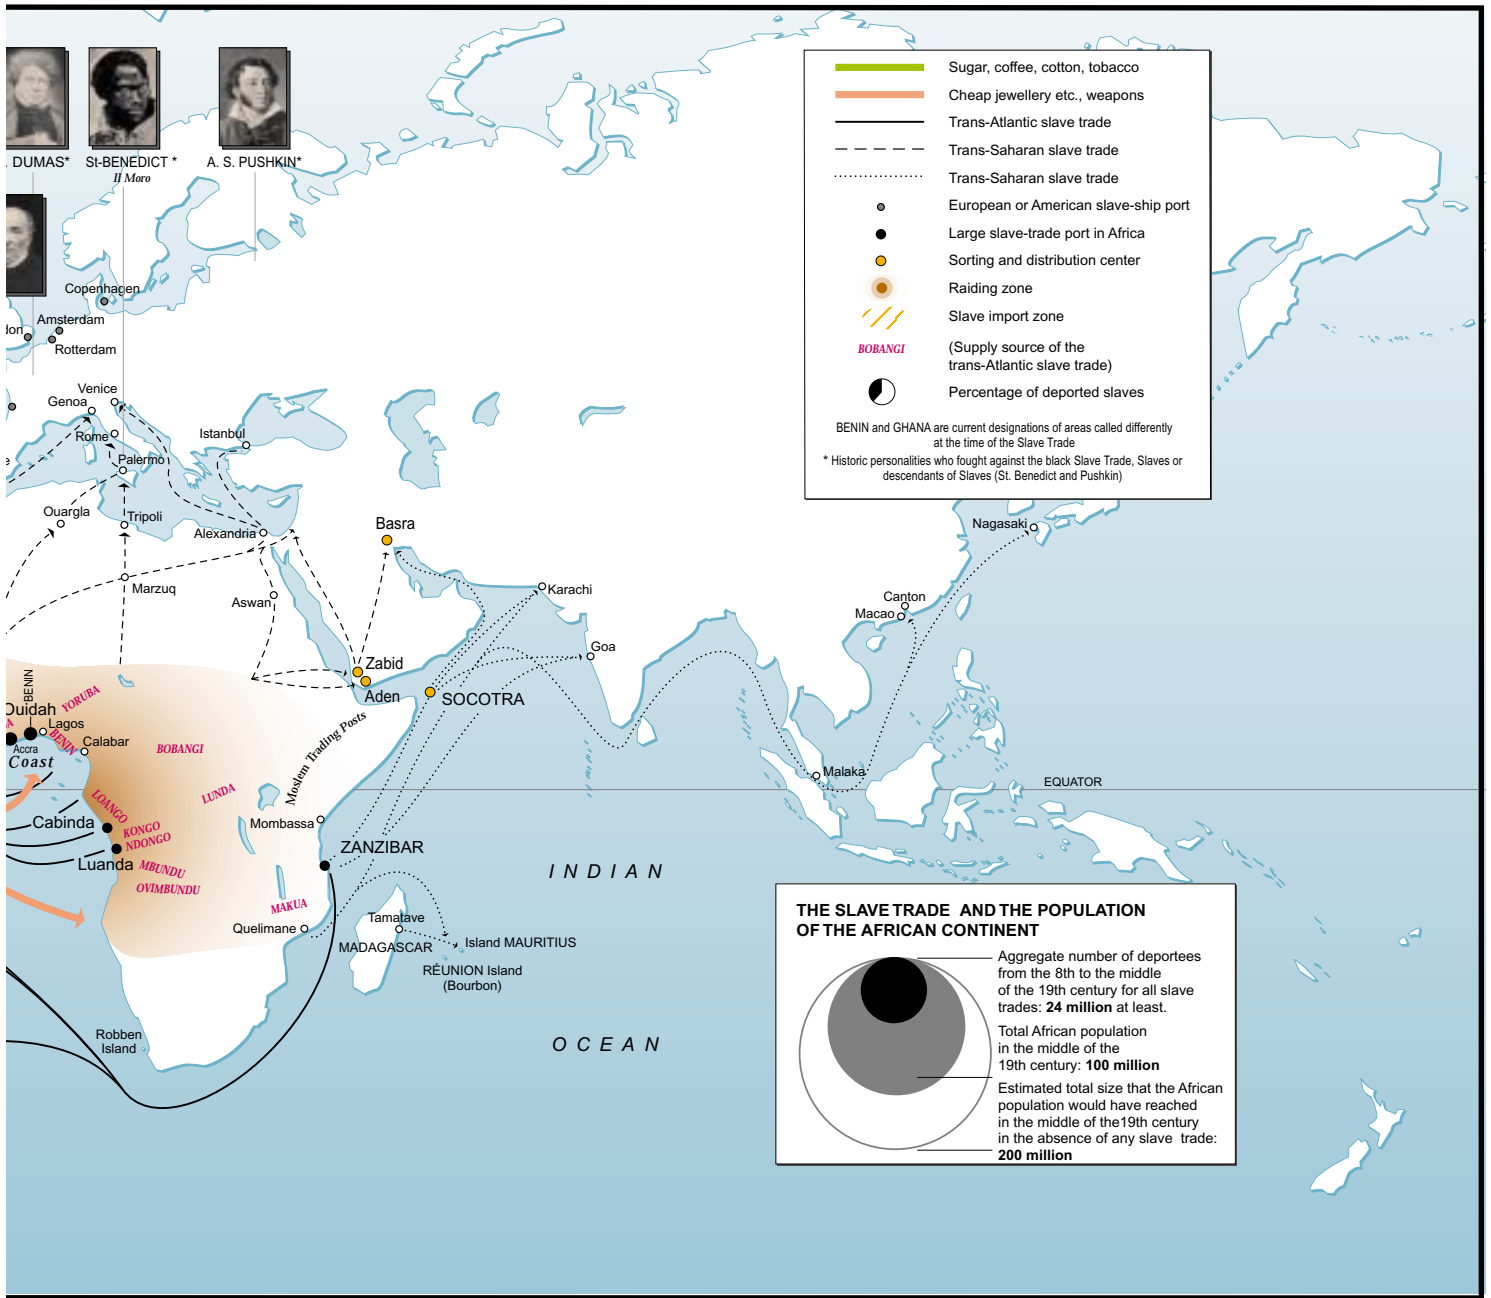 . DUMAS*
St-BENEDICT *
Il Moro
A. S. PUSHKIN*
Sugar, coffee, cotton, tobacco
Cheap jewellery etc., weapons
Trans-Atlantic slave trade
Trans-Saharan slave trade
Trans-Saharan slave trade
European or American slave-ship port
Large slave-trade port in Africa
Sorting and distribution center
Raiding zone
Slave import zone
BOBANGI
(Supply source of the
trans-Atlantic slave trade)
Percentage of deported slaves
BENIN and GHANA are current designations of areas called differently
at the time of the Slave Trade
* Historic personalities who fought against the black Slave Trade, Slaves or
descendants of Slaves (St. Benedict and Pushkin)
Copenhagen
Amsterdam
don
Rotterdam
Venice
Genoa
Rome
Istanbul
e
Palermo
Ouargla
Tripoli
Alexandria
Basra
Nagasaki
Marzuq
Aswan
Karachi
Canton
Macao
Goa
Zabid
Aden
SOCOTRA
BENIN
YORUBA
Ouidah
A
Lagos
BENIN
Accra
Coast
Calabar
BOBANGI
Moslem Trading Posts
Malaka
EQUATOR
LUNDA
LOANGO
Cabinda
KONGO
NDONGO
Luanda
MBUNDU
OVIMBUNDU
Mombassa
ZANZIBAR
MAKUA
Quelimane
Tamatave
MADAGASCAR
Island MAURITIUS
RÉUNION Island
(Bourbon)
INDIAN
OCEAN
Robben
Island
THE SLAVE TRADE AND THE POPULATION
OF THE AFRICAN CONTINENT
Aggregate number of deportees
from the 8th to the middle
of the 19th century for all slave
trades: 24 million at least.
Total African population
in the middle of the
19th century: 100 million
Estimated total size that the African
population would have reached
in the middle of the19th century
in the absence of any slave trade:
200 million